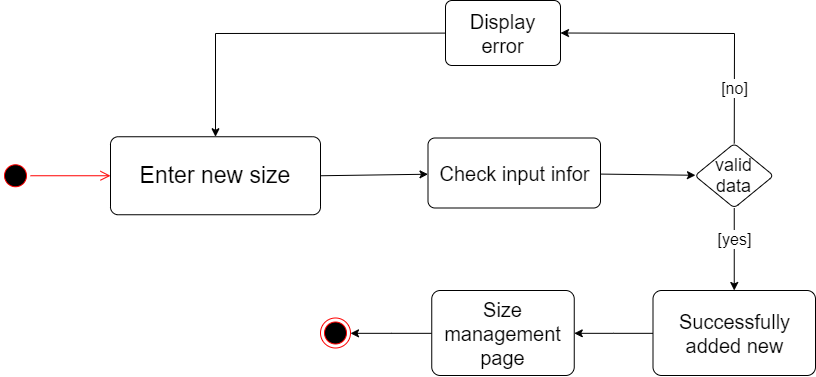 Display
error
[no]
Enter new size
Check input infor
valid
data
[yes]
Size
management
page
Successfully
added new